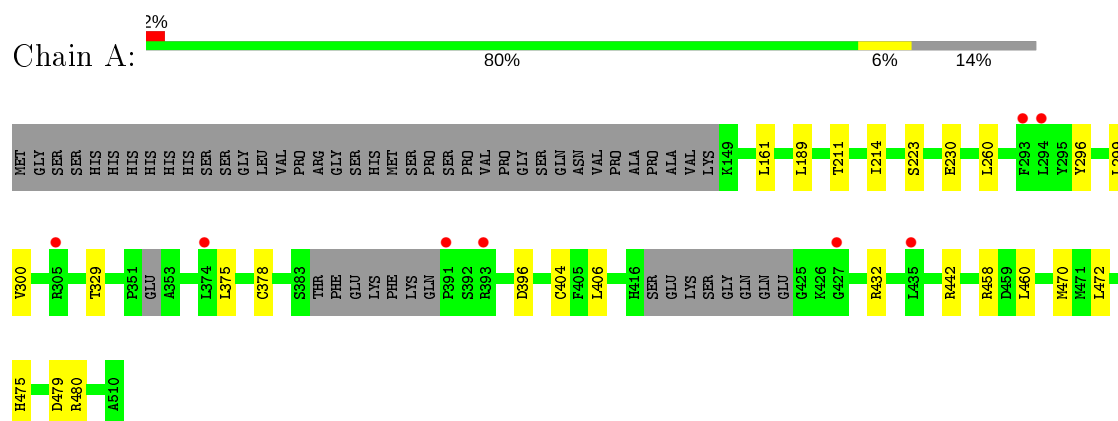 2%
Chain A:
80% 6% 14%
MET GLY SER SER HIS HIS HIS HIS HIS HIS SER SER GLY LEU VAL PRO ARG GLY SER HIS MET SER PRO SER PRO VAL PRO GLY SER GLN ASN VAL PRO ALA PRO ALA VAL LYS K149 L161 L189 T211 I214 S223 E230 L260 F293 L294 Y295 Y296 L299
V300 R305 T329 P351 GLU A353 L374 L375 C378 S383 THR PHE GLU LYS PHE LYS GLN P391 S392 R393 D396 C404 F405 L406 H416 SER GLU LYS SER GLY GLN GLN GLU G425 K426 G427 R432 L435 R442 R458 D459 L460 M470 M471 L472
H475 D479 R480 A510